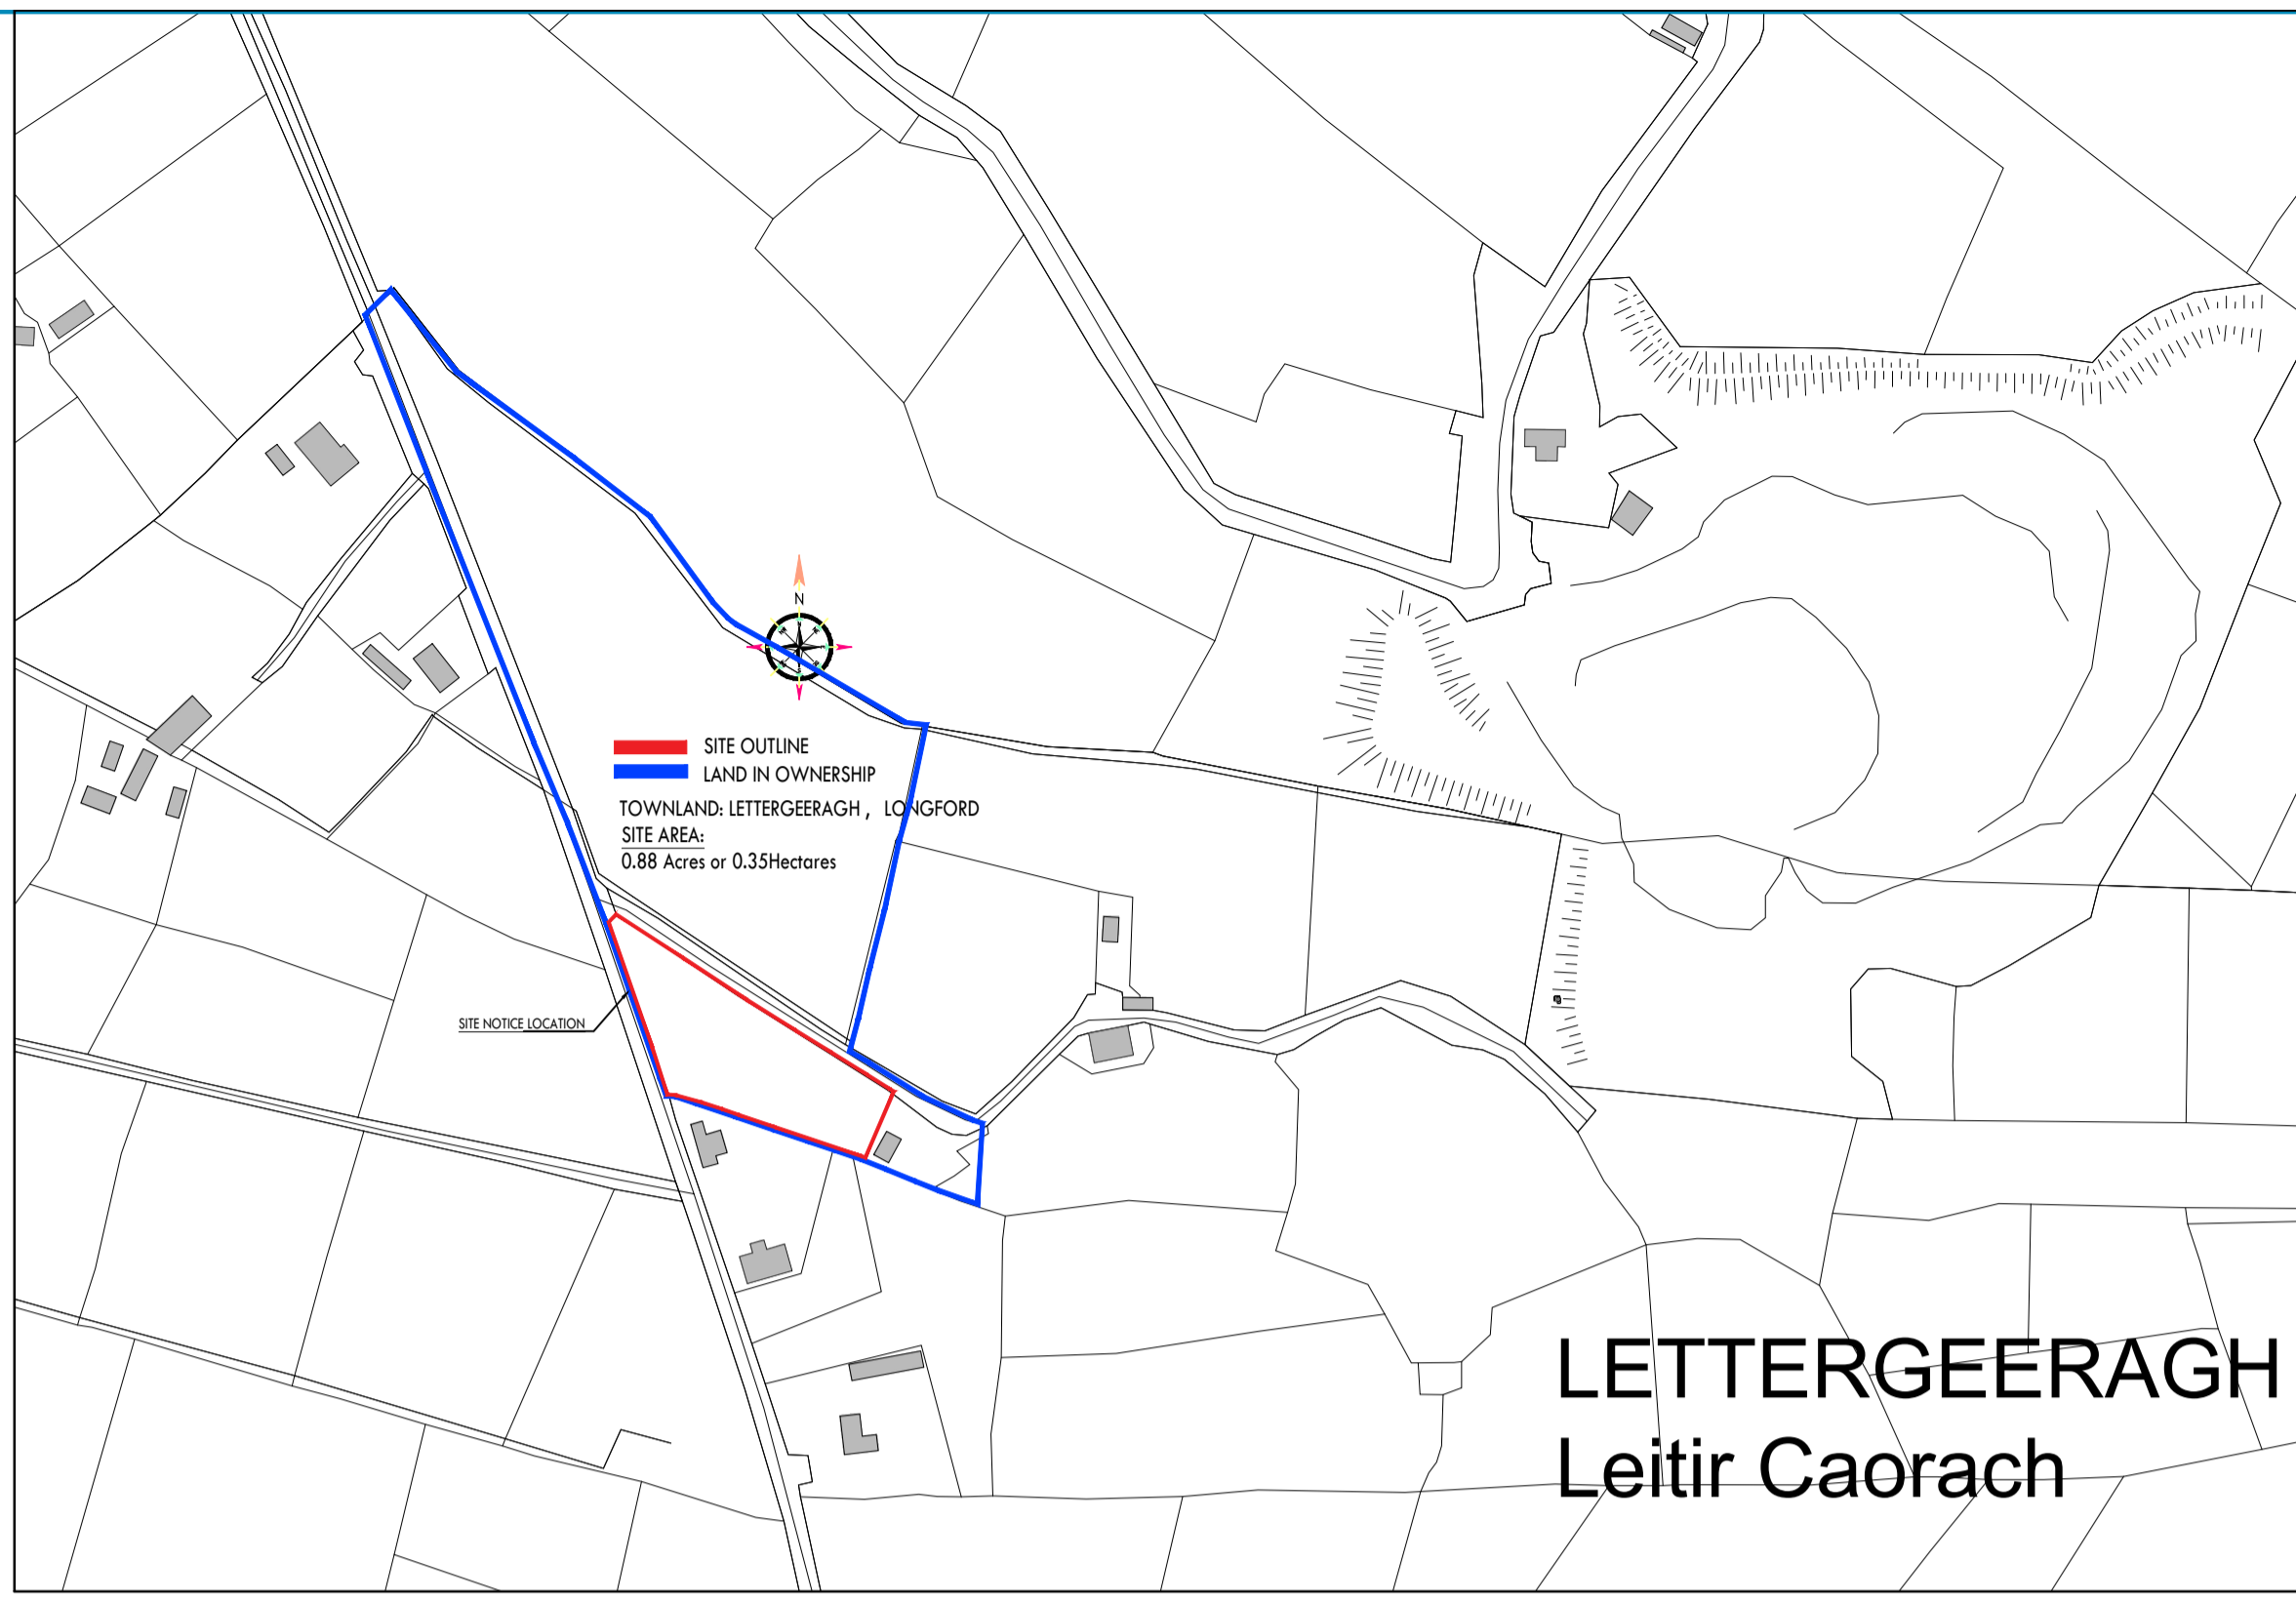 N
SITE OUTLINE
LAND IN OWNERSHIP
TOWNLAND: LETTERGEERAGH , LONGFORD
SITE AREA:
0.88 Acres or 0.35Hectares
SITE NOTICE LOCATION
LETTERGEERAGH
Leitir Caorach